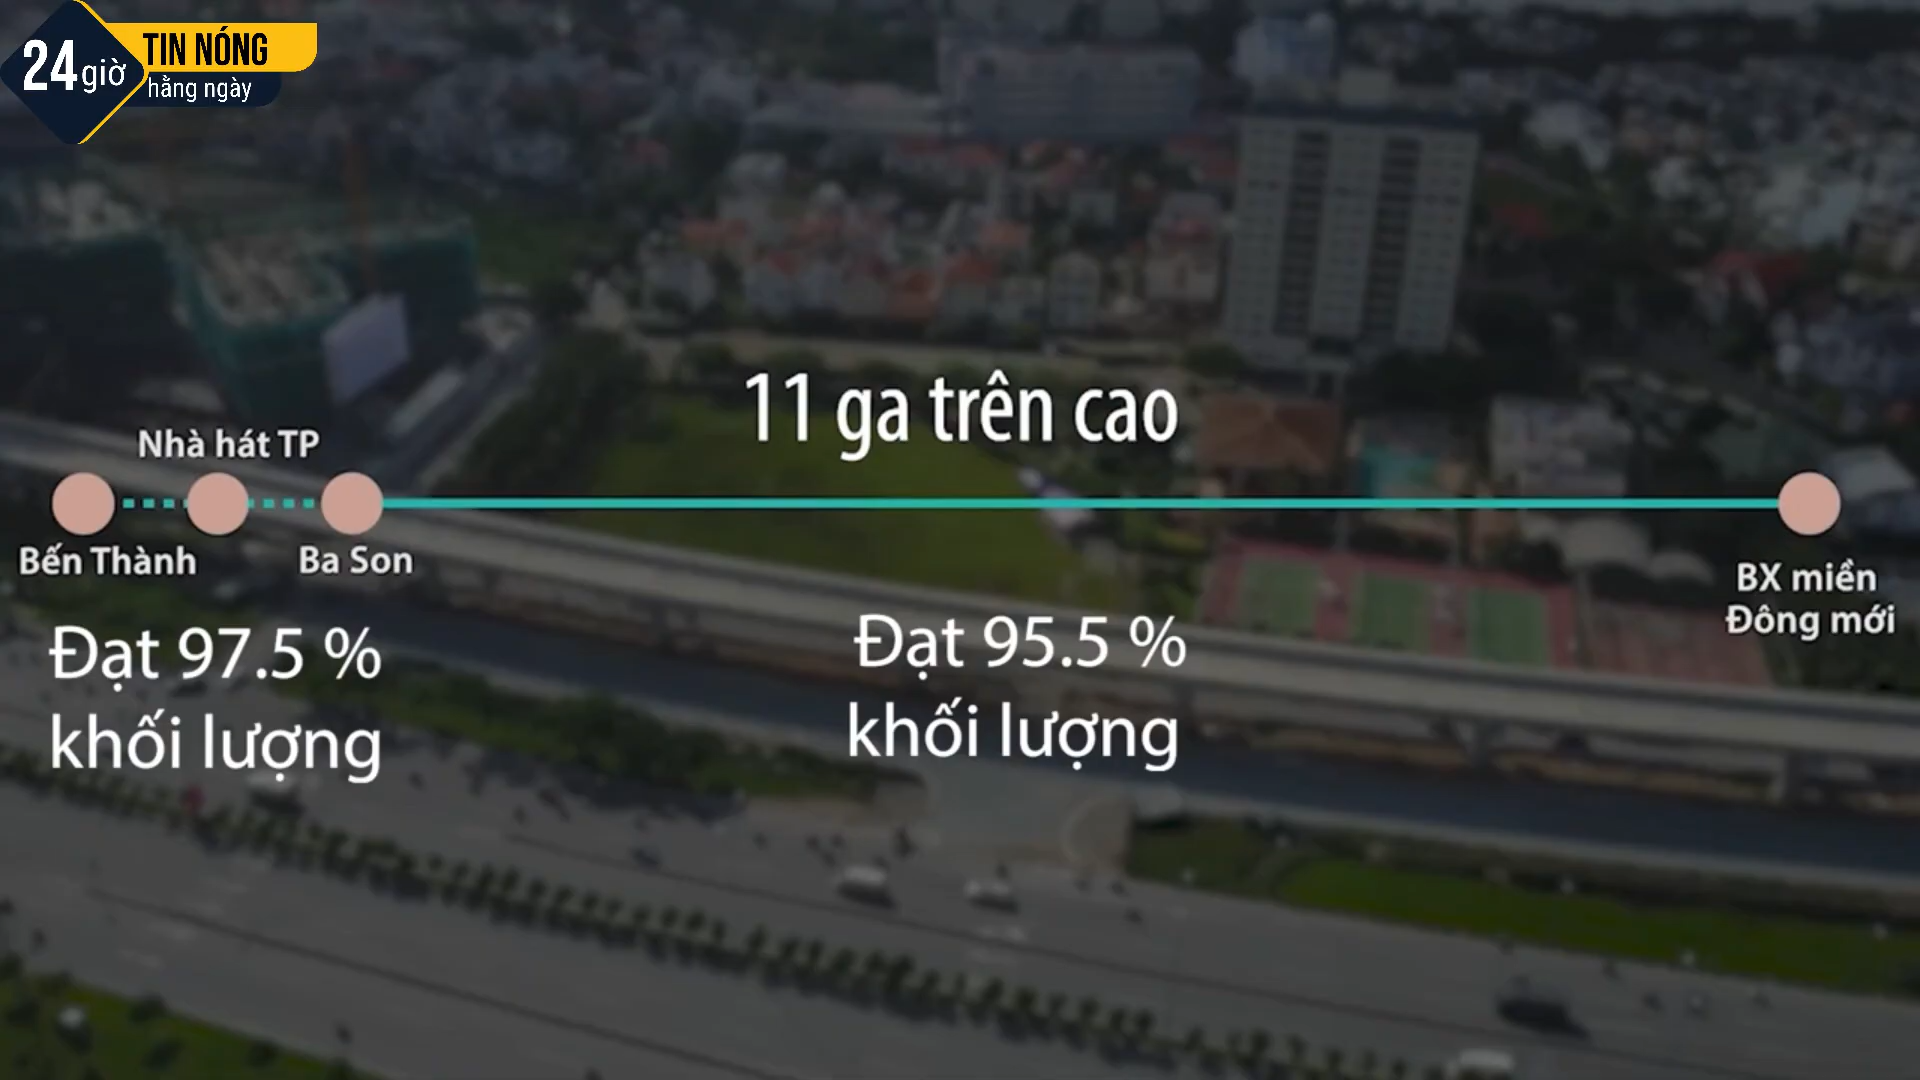 24giờ
TIN NÓNG
hằng ngày
11 ga trên cao
Nhà hát TP
Bến Thành
Ba Son
BX miền
Đông mới
Đạt 97.5 %
khối lượng
Đạt 95.5 %
khối lượng